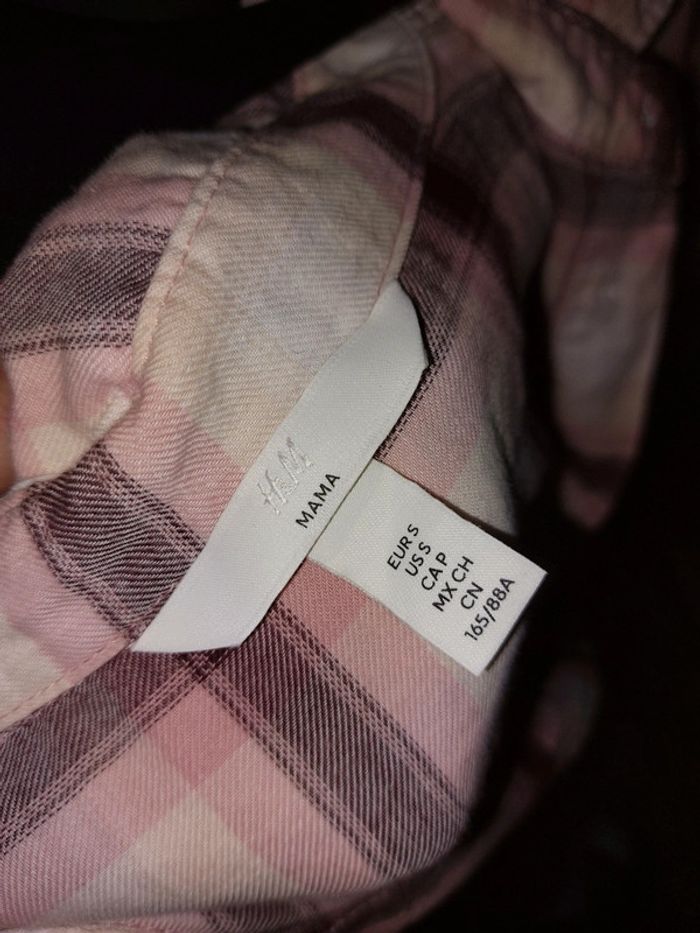 H&M
MAMA
EUR S
US S
CA P
MX CH
CN
165/88A